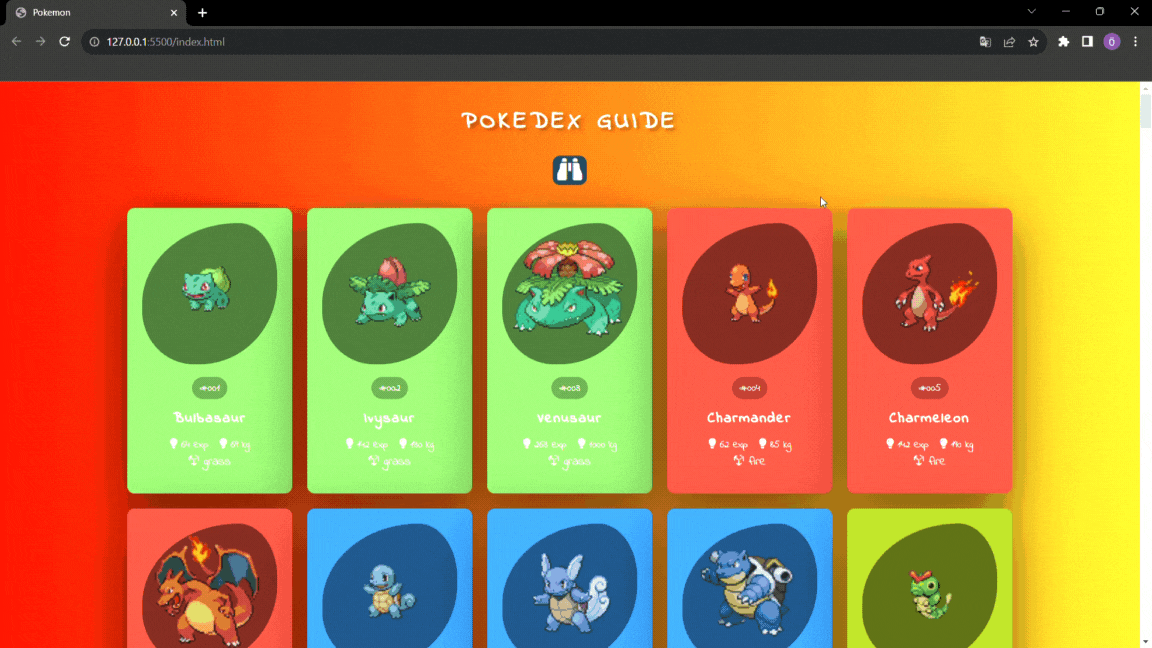 Pokemon
127.0.0.1:5500/index.html
POKEDEX GUIDE
#001
#002
#003
#004
#005
Bulbasaur
Ivysaur
Venusaur
Charmander
Charmeleon
64 exp 69 kg
142 exp 130 kg
263 exp 1000 kg
62 exp 85 kg
142 exp 190 kg
grass
grass
grass
fire
fire